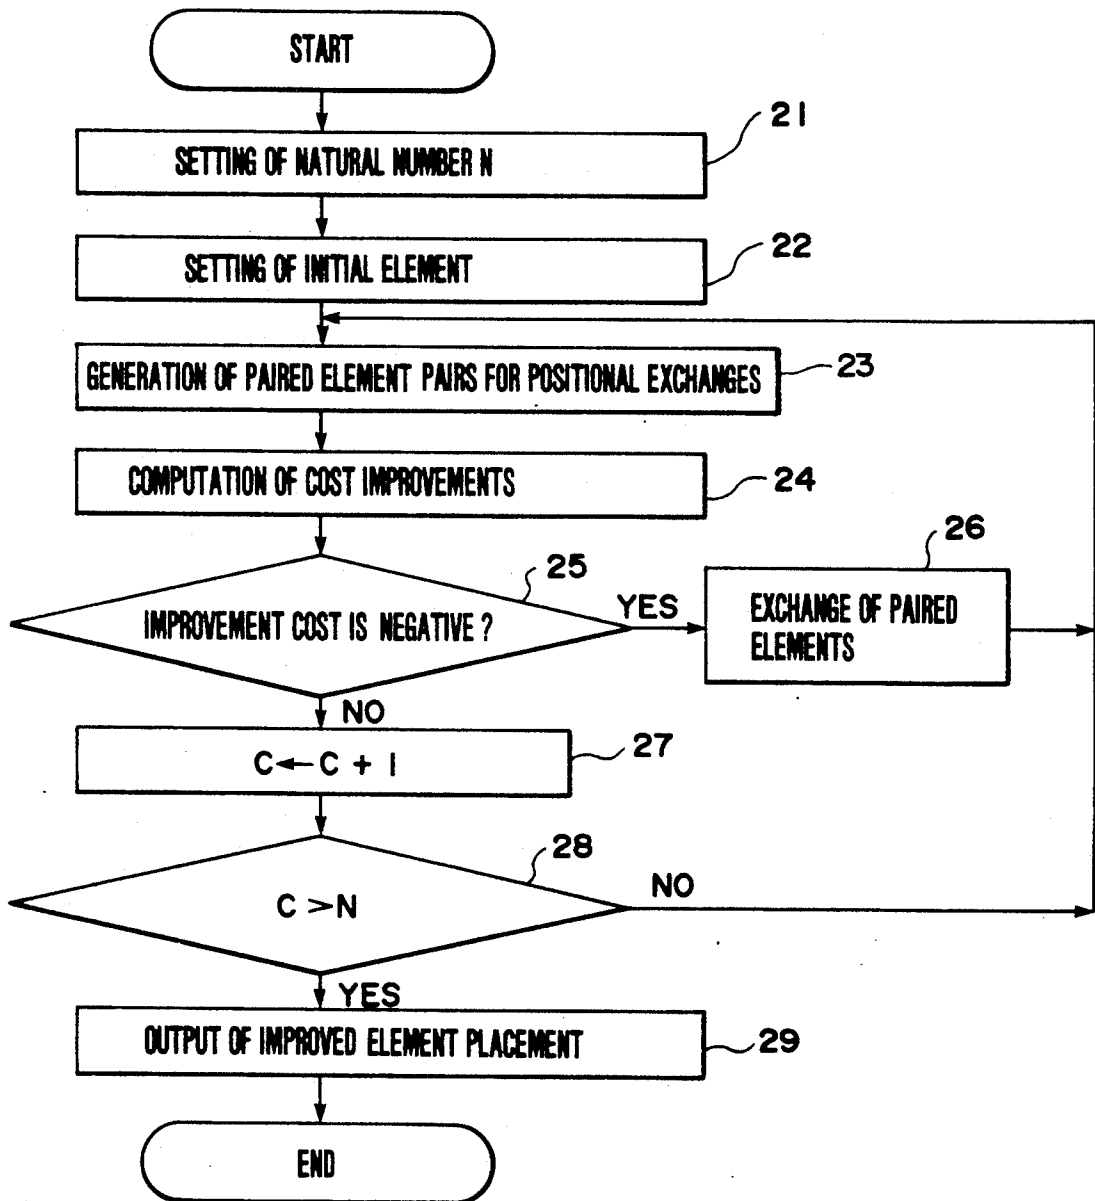 START
21
SETTING OF NATURAL NUMBER N
22
SETTING OF INITIAL ELEMENT
23
GENERATION OF PAIRED ELEMENT PAIRS FOR POSITIONAL EXCHANGES
24
COMPUTATION OF COST IMPROVEMENTS
25
IMPROVEMENT COST IS NEGATIVE ?
YES
26
EXCHANGE OF PAIRED
ELEMENTS
NO
27
C ← C + 1
28
C > N
NO
YES
OUTPUT OF IMPROVED ELEMENT PLACEMENT
29
END